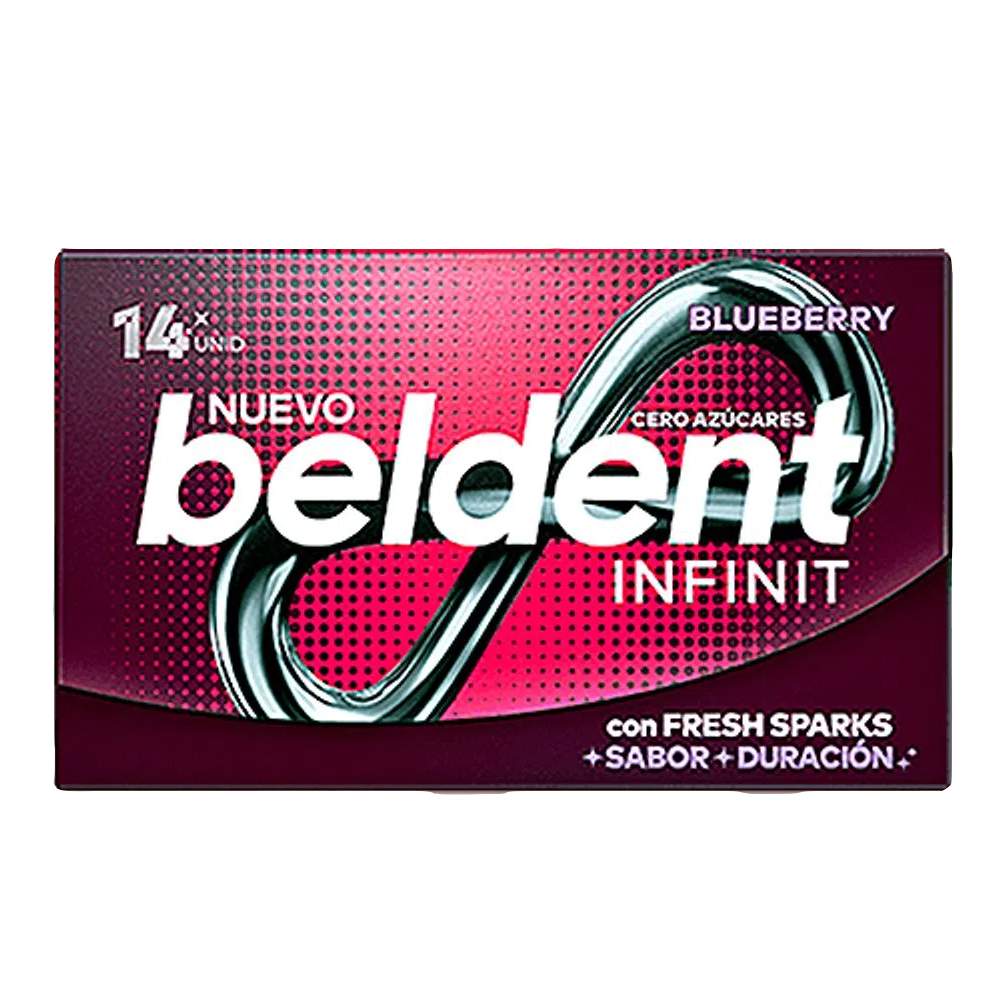 14 x UNID
BLUEBERRY
NUEVO
CERO AZÚCARES
beldent
INFINIT
con FRESH SPARKS
+SABOR +DURACIÓN